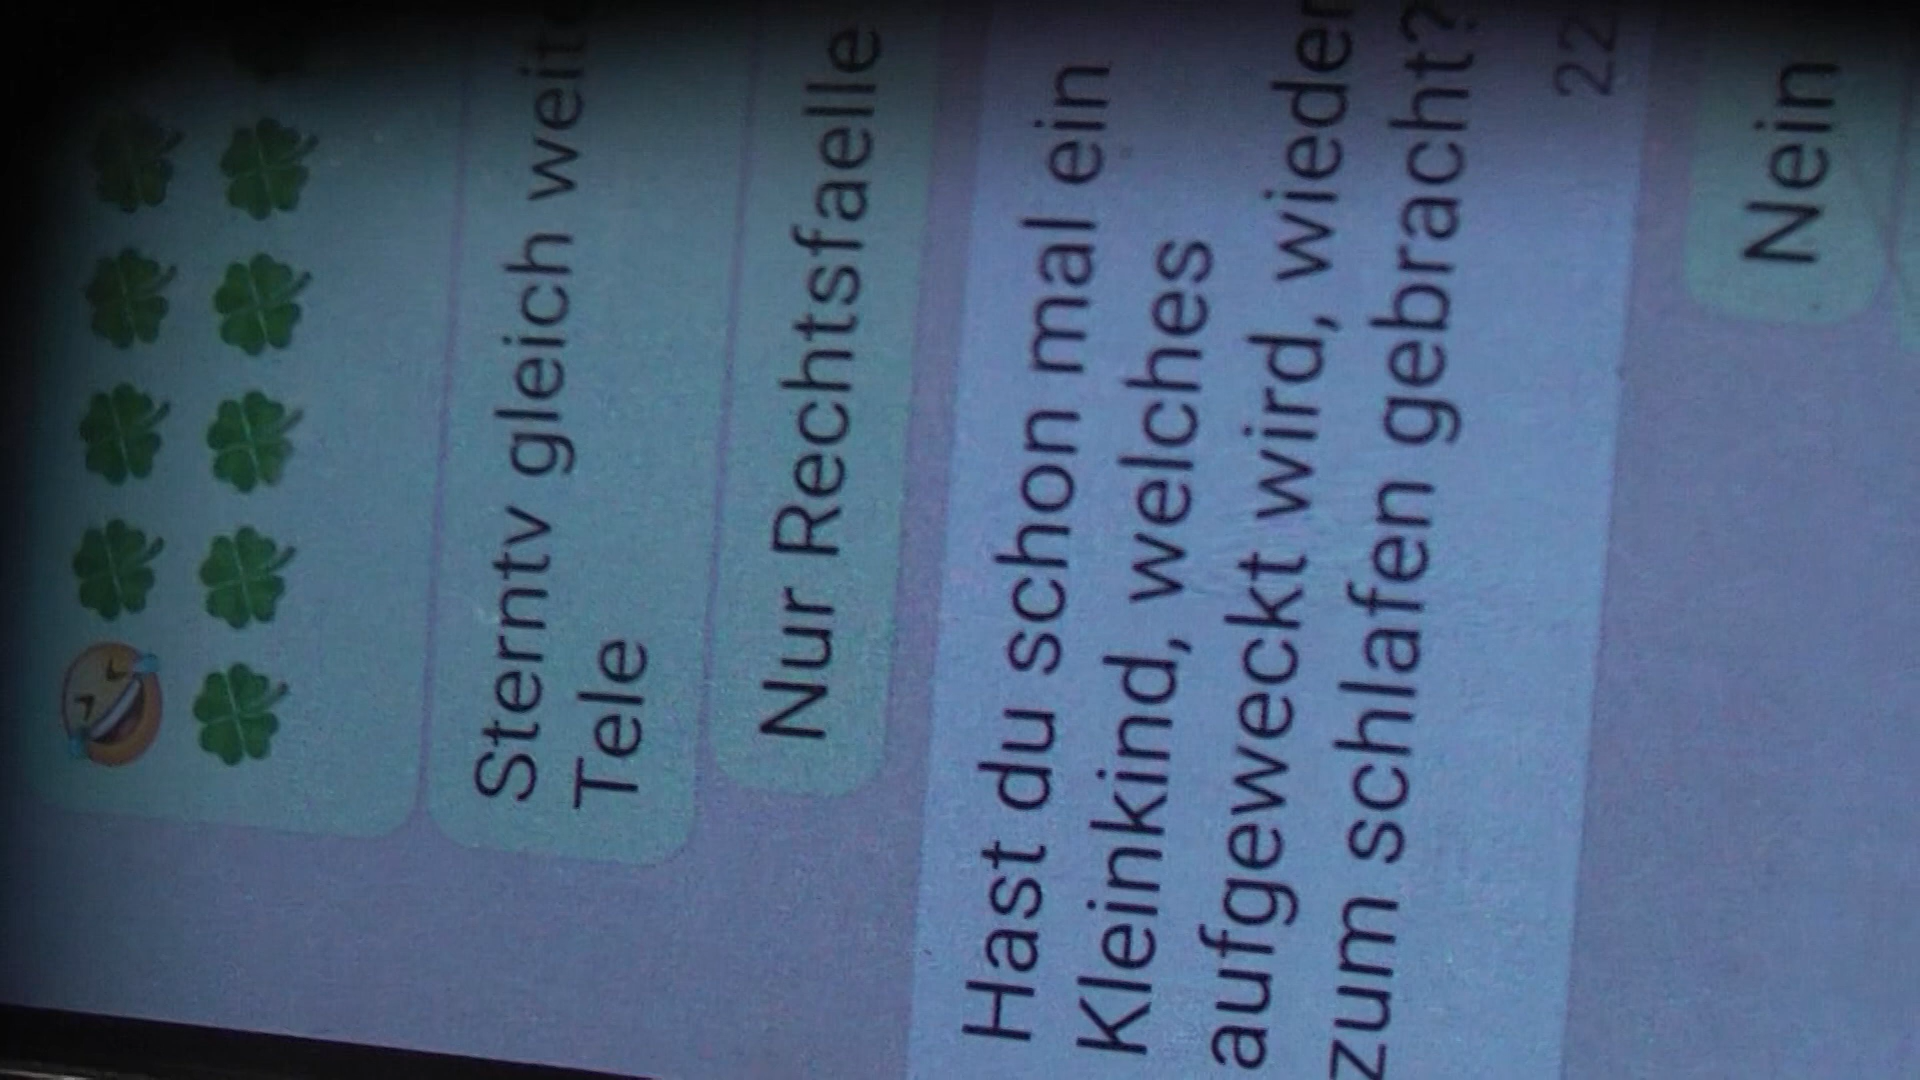 🤣🍀🍀🍀🍀
🍀🍀🍀🍀🍀
Sterntv gleich
Tele
Nur Rechtsfaelle
Hast du schon mal ein
Kleinkind, welches
aufgeweckt wird, wieder
zum schlafen gebracht?
22
Nein